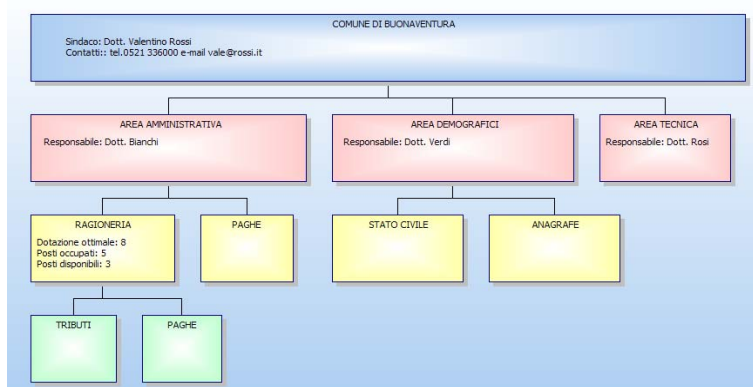 COMUNE DI BUONAVENTURA
Sindaco: Dott. Valentino Rossi
Contatti:: tel.0521 336000 e-mail vale@rossi.it
AREA AMMINISTRATIVA
Responsabile: Dott. Bianchi
AREA DEMOGRAFICI
Responsabile: Dott. Verdi
AREA TECNICA
Responsabile: Dott. Rosi
RAGIONERIA
Dotazione ottimale: 8
Posti occupati: 5
Posti disponibili: 3
PAGHE
STATO CIVILE
ANAGRAFE
TRIBUTI
PAGHE